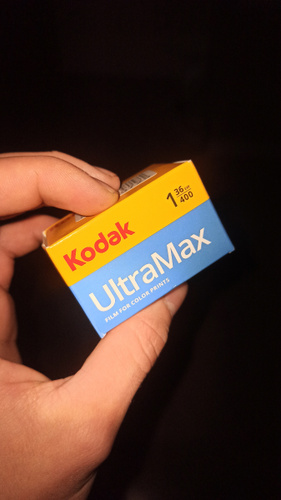 Kodak
1 36 EXP.
400
UltraMax
FILM FOR COLOR PRINTS